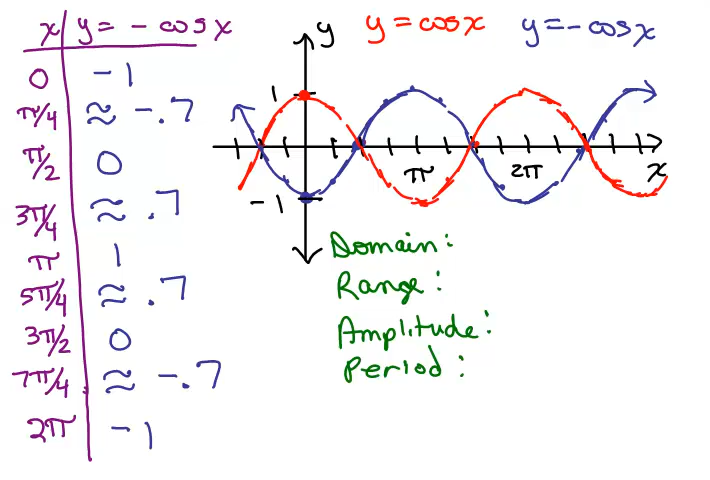 x y = - cos x
0 -1
π/4 ≈ -.7
π/2 0
3π/4 ≈ .7
π 1
5π/4 ≈ .7
3π/2 0
7π/4 ≈ -.7
2π -1
y y = cos x y = - cos x
1
π 2π x
-1
Domain:
Range:
Amplitude:
Period: